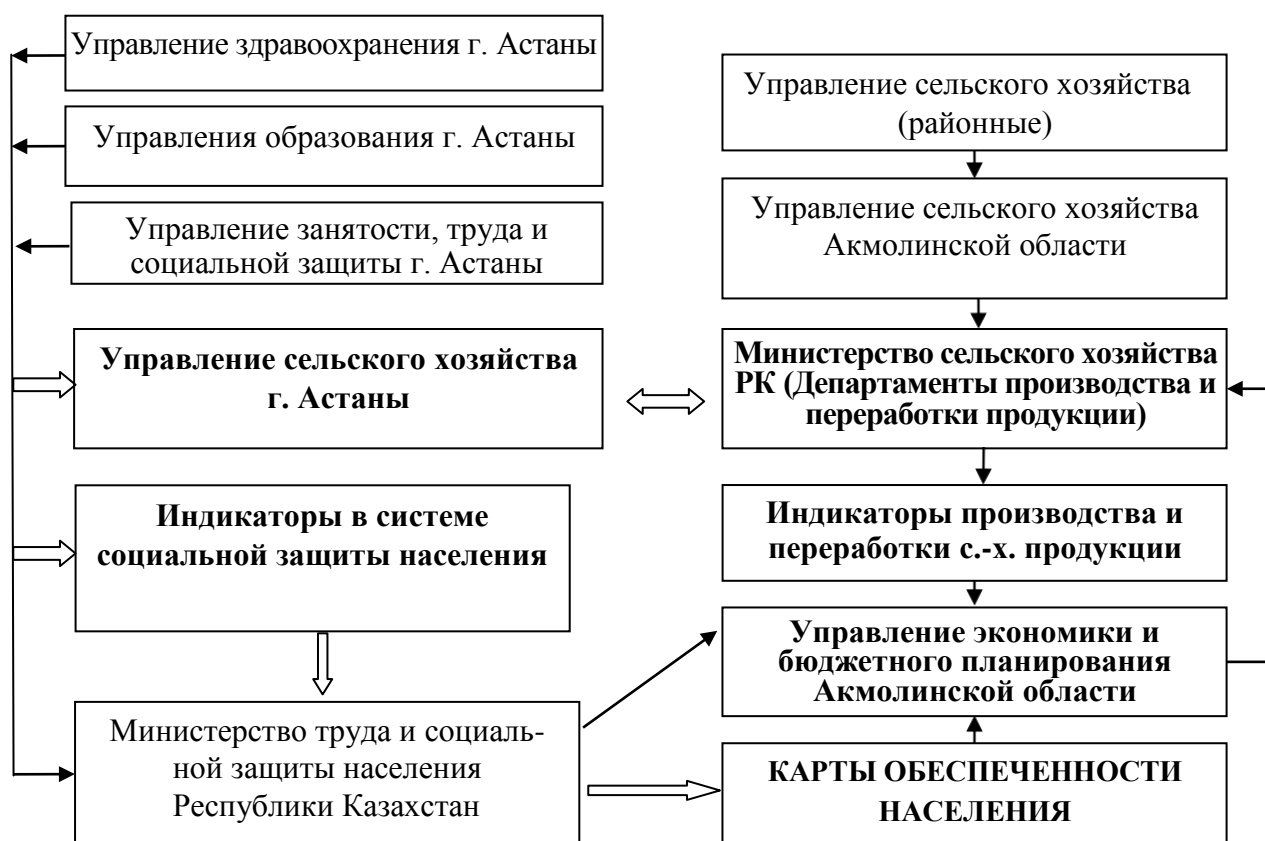 Управление здравоохранения г. Астаны
Управления образования г. Астаны
Управление занятости, труда и
социальной защиты г. Астаны
Управление сельского хозяйства
г. Астаны
Индикаторы в системе
социальной защиты населения
Министерство труда и социаль-
ной защиты населения
Республики Казахстан
Управление сельского хозяйства
(районные)
Управление сельского хозяйства
Акмолинской области
Министерство сельского хозяйства
РК (Департаменты производства и
переработки продукции)
Индикаторы производства и
переработки с.-х. продукции
Управление экономики и
бюджетного планирования
Акмолинской области
КАРТЫ ОБЕСПЕЧЕННОСТИ
НАСЕЛЕНИЯ